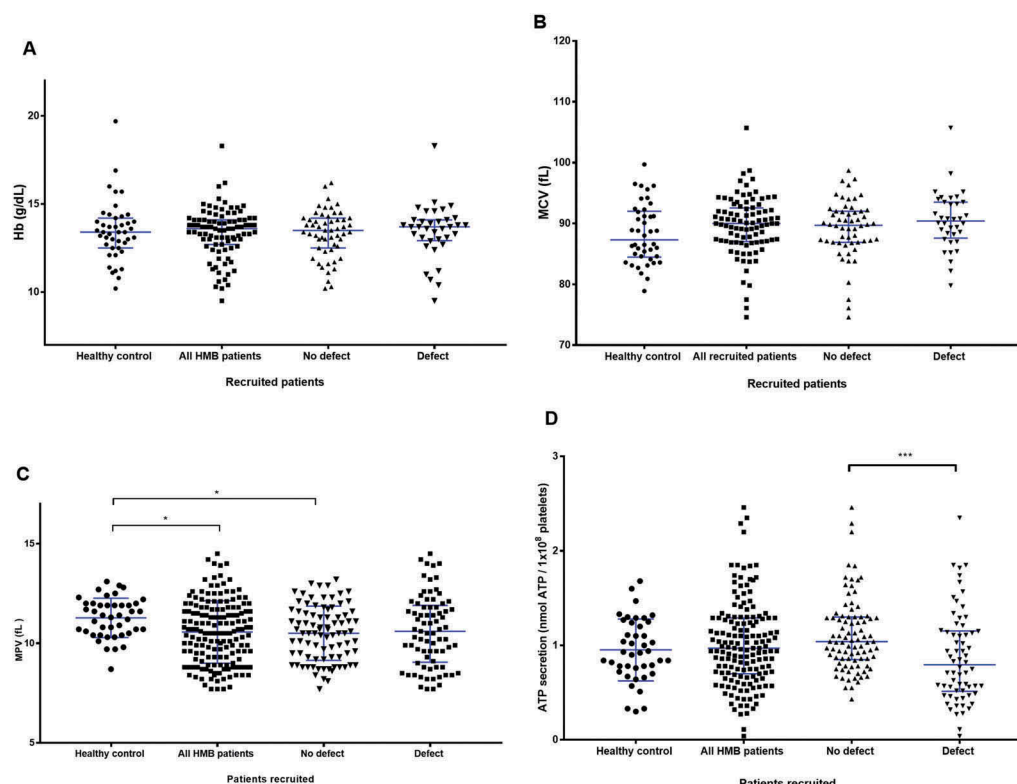 A
Hb (g/dL)
20
15
10
Healthy control All HMB patients No defect Defect
Recruited patients
B
MCV (fL)
120
110
100
90
80
70
Healthy control All recruited patients No defect Defect
Recruited patients
C
MPV (fL )
15
10
5
*
*
Healthy control All HMB patients No defect Defect
Patients recruited
D
ATP secretion (nmol ATP / 1x10⁸ platelets)
3
2
1
0
***
Healthy control All HMB patients No defect Defect
Patients recruited